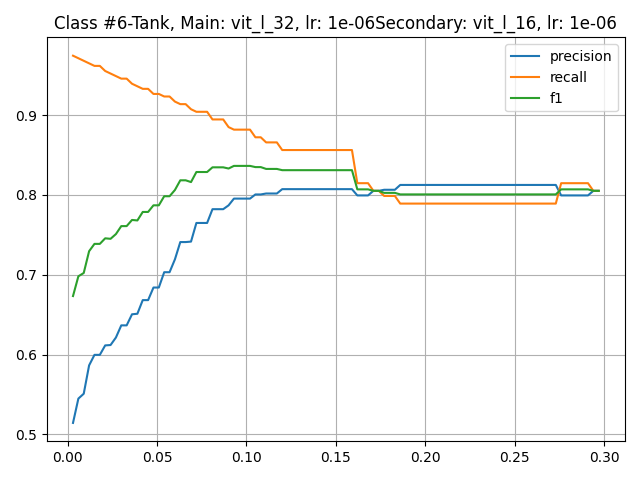 Class #6-Tank, Main: vit_l_32, lr: 1e-06Secondary: vit_l_16, lr: 1e-06
precision
recall
f1
0.9
0.8
0.7
0.6
0.5
0.00 0.05 0.10 0.15 0.20 0.25 0.30